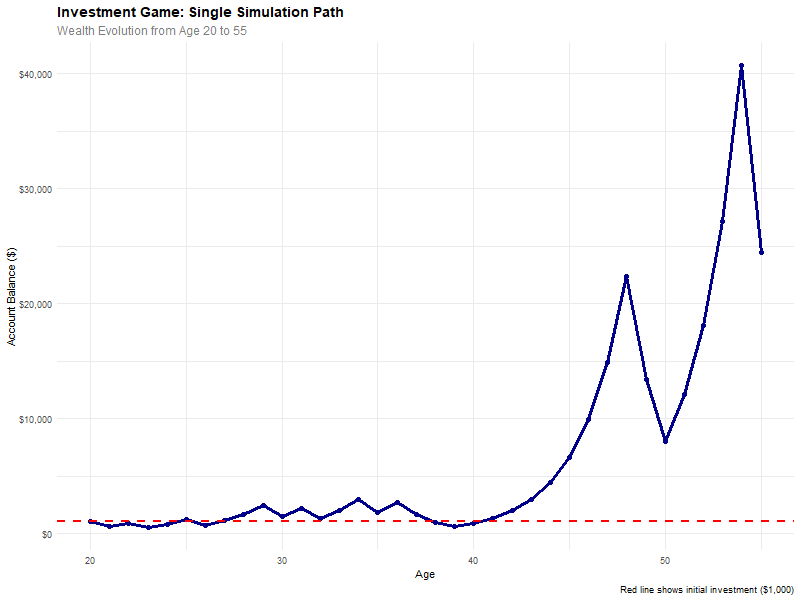 Investment Game: Single Simulation Path
Wealth Evolution from Age 20 to 55
Account Balance ($)
$40,000
$30,000
$20,000
$10,000
$0
20
30
40
50
Age
Red line shows initial investment ($1,000)